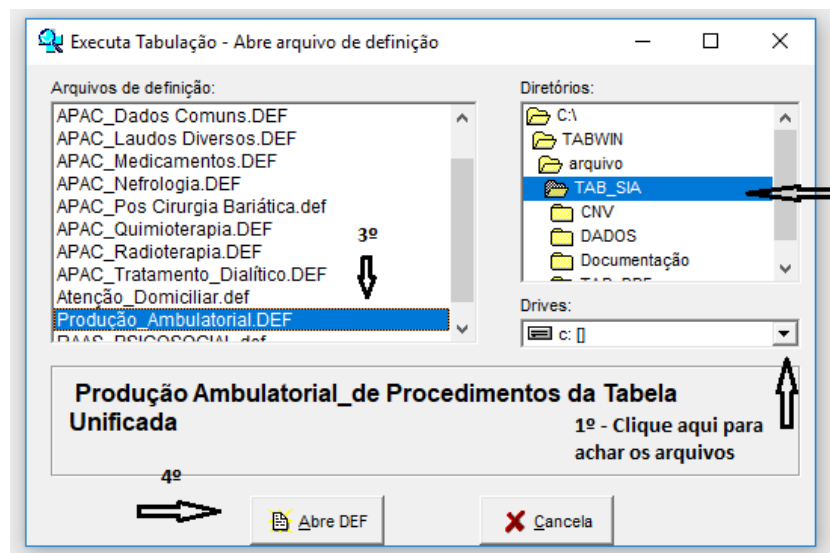 Executa Tabulação - Abre arquivo de definição
Arquivos de definição:
APAC_Dados Comuns.DEF
APAC_Laudos Diversos.DEF
APAC_Medicamentos.DEF
APAC_Nefrologia.DEF
APAC_Pos Cirurgia Bariática.def
APAC_Quimioterapia.DEF
APAC_Radioterapia.DEF
APAC_Tratamento_Dialítico.DEF
Atenção_Domiciliar.def
Produção_Ambulatorial.DEF
RAAS_PSICOSOCIAL.def
3º
Diretórios:
C:\
TABWIN
arquivo
TAB_SIA
CNV
DADOS
Documentação
Drives:
c: []
Produção Ambulatorial_de Procedimentos da Tabela
Unificada
1º - Clique aqui para
achar os arquivos
4º
Abre DEF
Cancela